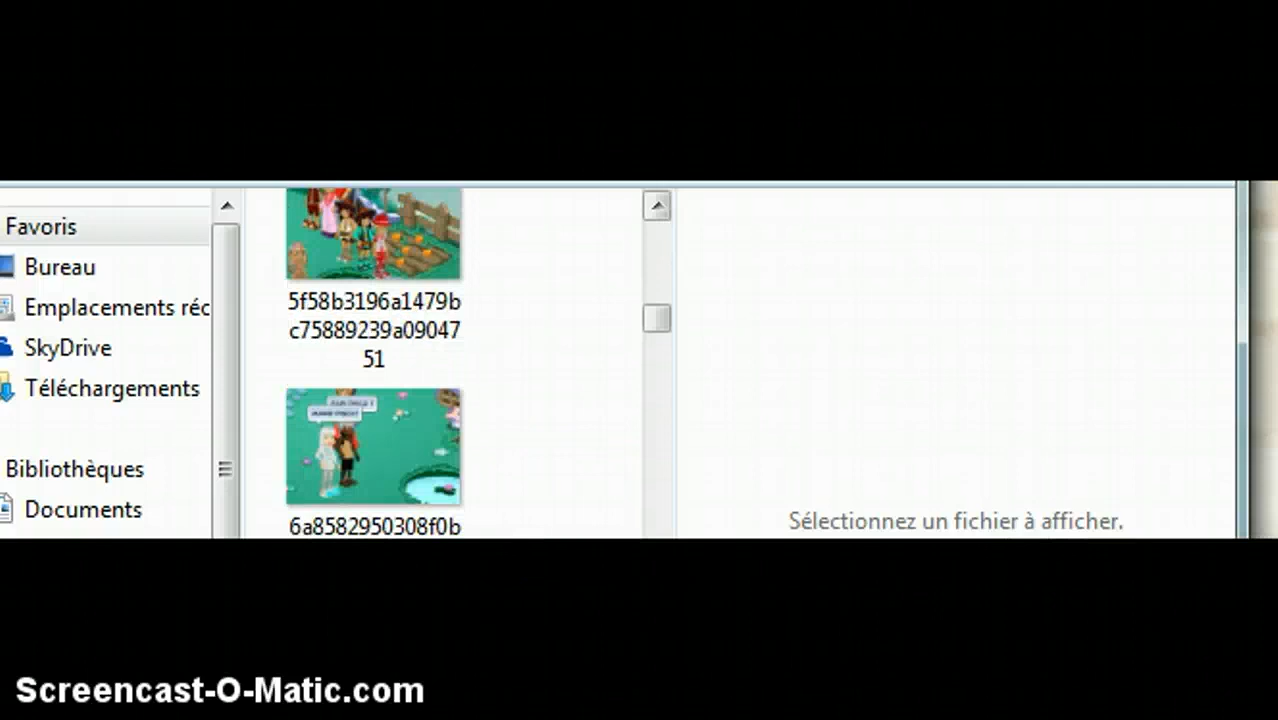 Favoris
Bureau
Emplacements réc
SkyDrive
Téléchargements
Bibliothèques
Documents
5f58b3196a1479b
c75889239a09047
51
6a8582950308f0b
Sélectionnez un fichier à afficher.
Screencast-O-Matic.com